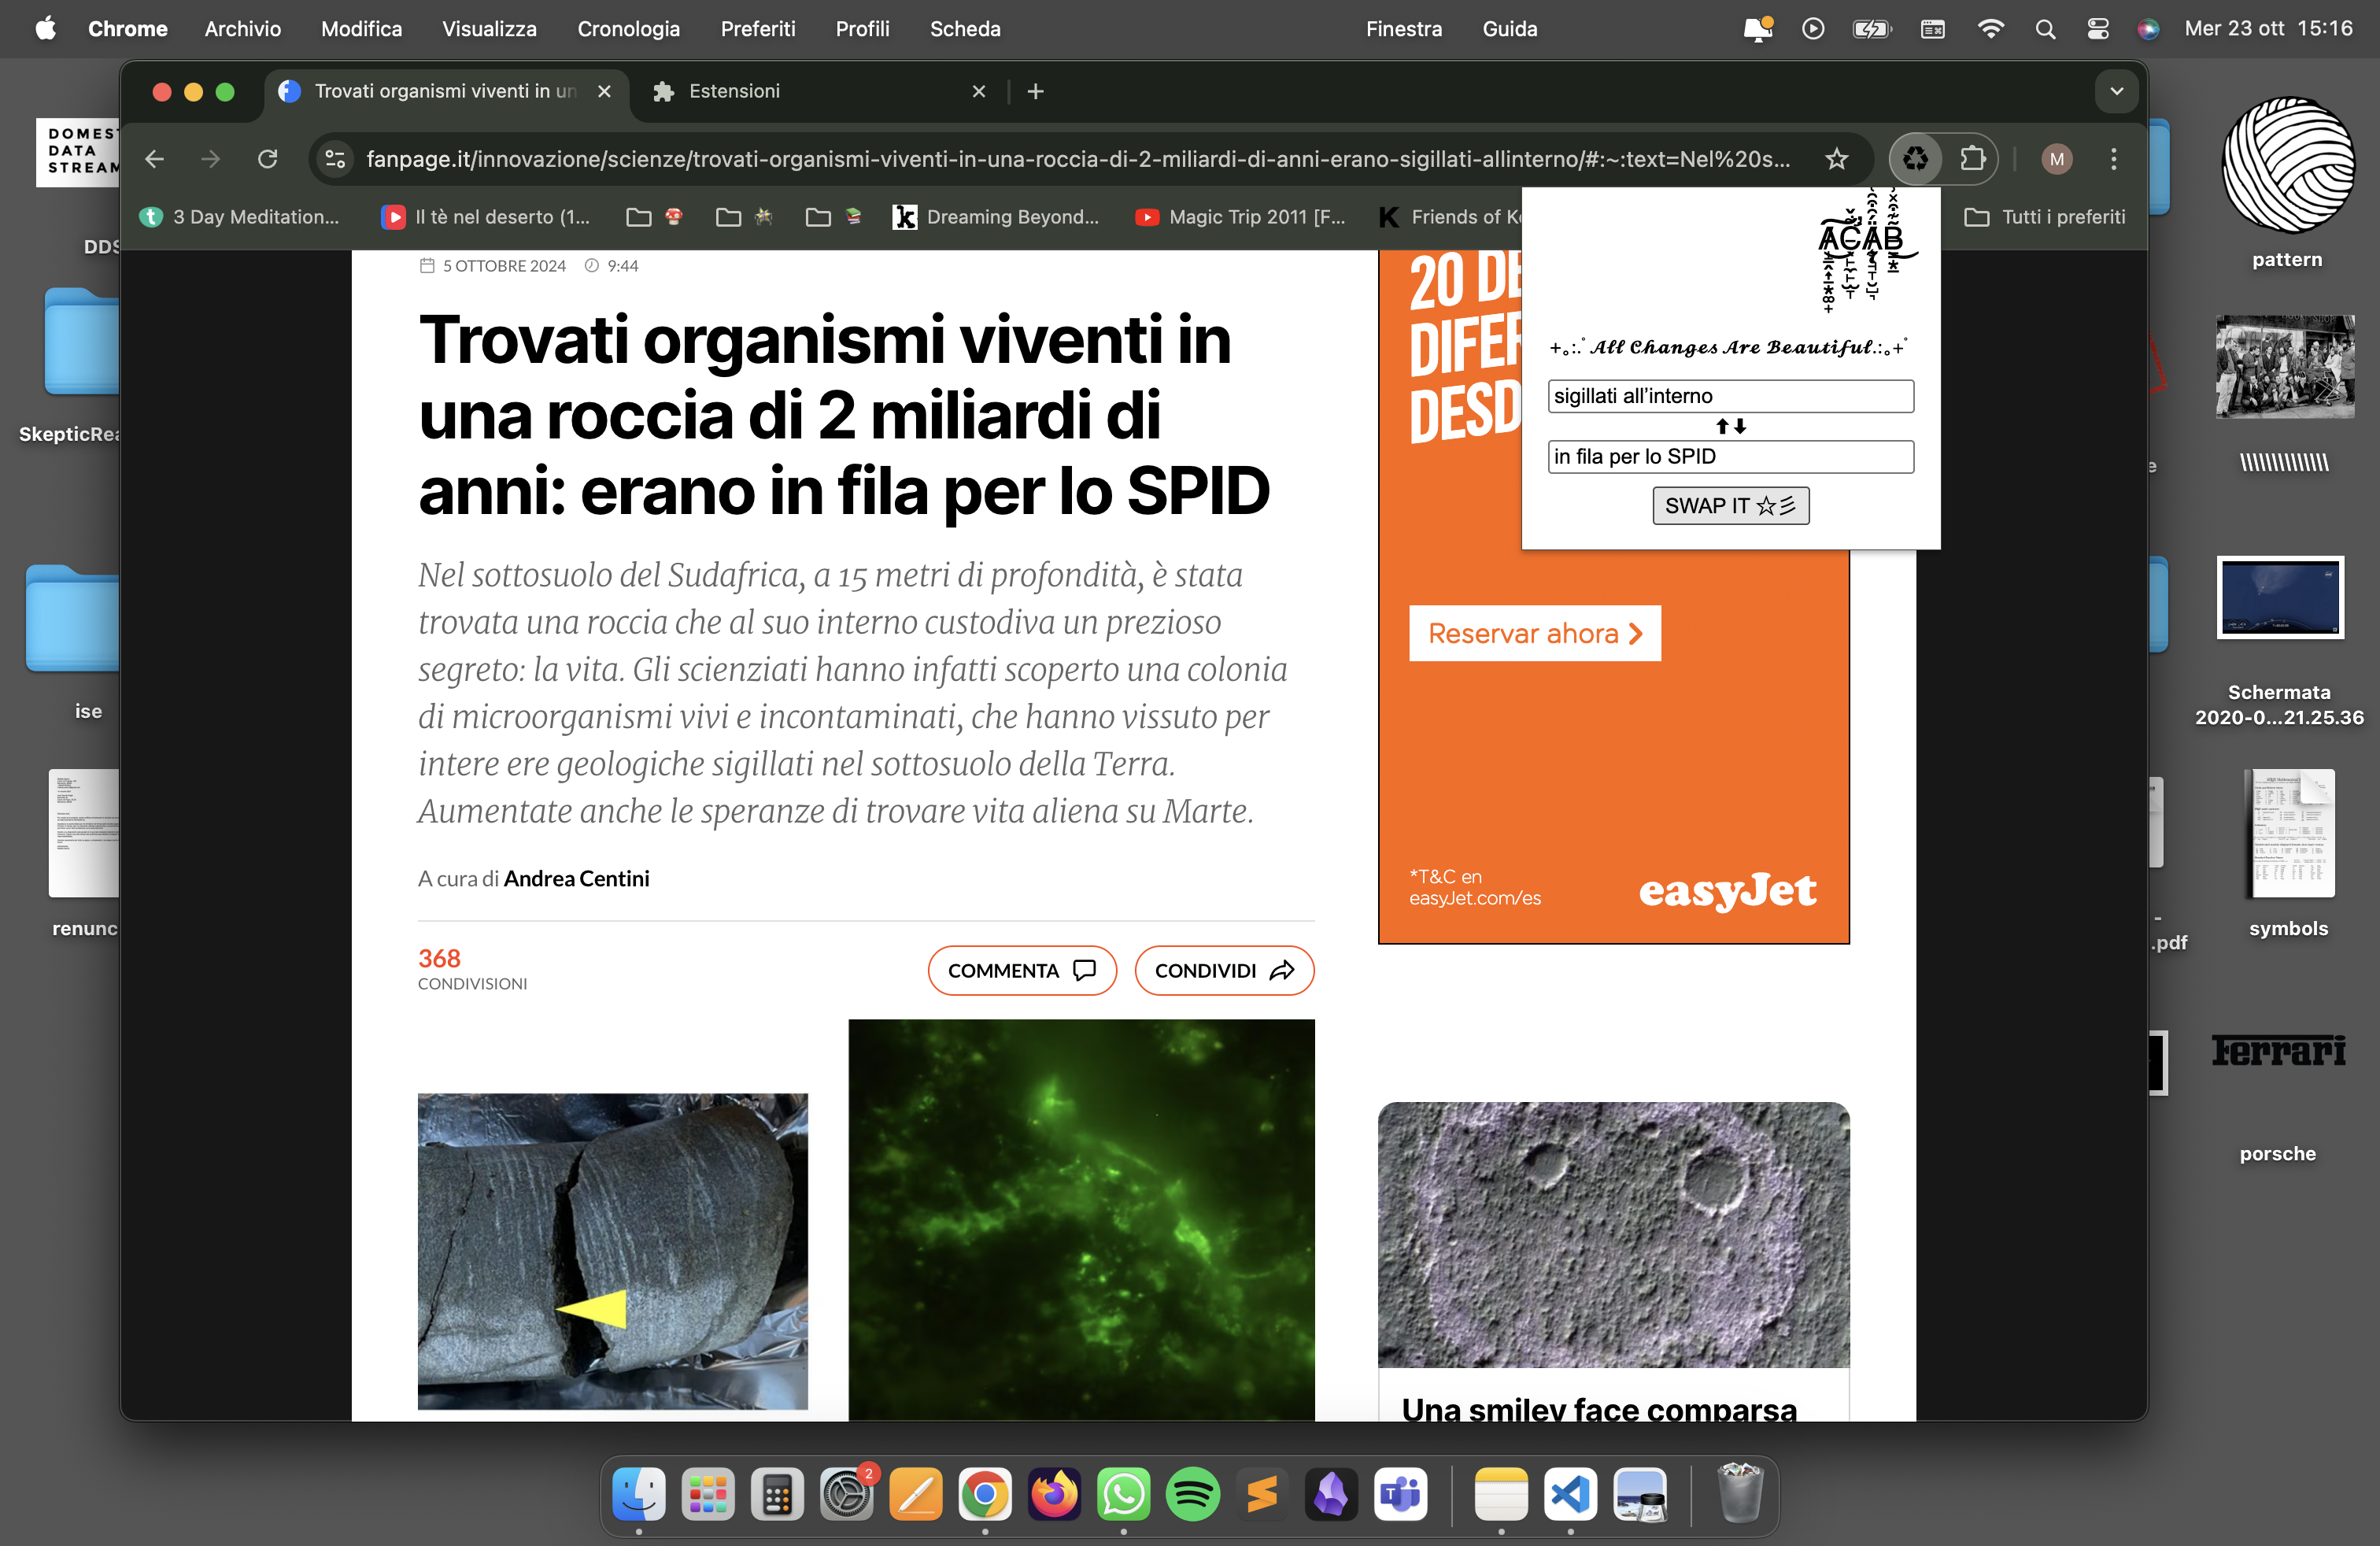 Chrome Archivio Modifica Visualizza Cronologia Preferiti Profili Scheda Finestra Guida Mer 23 ott 15:16
Trovati organismi viventi in un
Estensioni
fanpage.it/innovazione/scienze/trovati-organismi-viventi-in-una-roccia-di-2-miliardi-di-anni-erano-sigillati-allinterno/#:~:text=Nel%20s...
M
3 Day Meditation...
Il tè nel deserto (1...
Dreaming Beyond...
Magic Trip 2011 [F...
Friends of K
Tutti i preferiti
DOMEST
DATA
STREAM
DDS
SkepticRea
ise
renunc
5 OTTOBRE 2024 9:44
Trovati organismi viventi in
una roccia di 2 miliardi di
anni: erano in fila per lo SPID
Nel sottosuolo del Sudafrica, a 15 metri di profondità, è stata
trovata una roccia che al suo interno custodiva un prezioso
segreto: la vita. Gli scienziati hanno infatti scoperto una colonia
di microorganismi vivi e incontaminati, che hanno vissuto per
intere ere geologiche sigillati nel sottosuolo della Terra.
Aumentate anche le speranze di trovare vita aliena su Marte.
A cura di Andrea Centini
368
CONDIVISIONI
COMMENTA
CONDIVIDI
20 DE
DIFER
DESD
Reservar ahora
*T&C en
easyJet.com/es
easyJet
Una smiley face comparsa
ACAB
+｡.:.ﾟ All Changes Are Beautiful.:.｡+ﾟ
sigillati all’interno
⬆⬇
in fila per lo SPID
SWAP IT ☆彡
pattern
\\\\\\\\\\\\\
Schermata
2020-0...21.25.36
symbols
.pdf
Ferrari
porsche
2